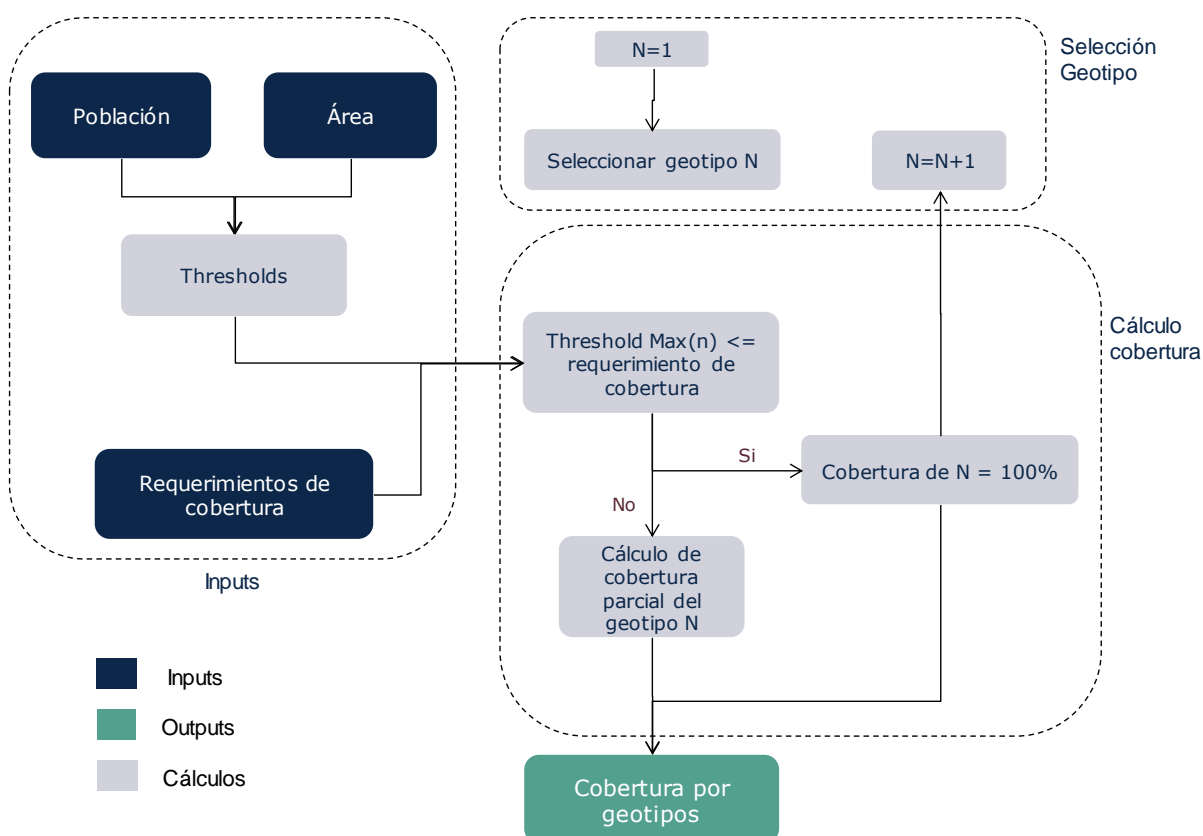 N=1
Selección
Geotipo
Población
Área
Seleccionar geotipo N
N=N+1
Thresholds
Threshold Max(n) <=
requerimiento de
cobertura
Cálculo
cobertura
Si
Requerimientos de
cobertura
Cobertura de N = 100%
No
Cálculo de
cobertura
parcial del
geotipo N
Inputs
Inputs
Outputs
Cálculos
Cobertura por
geotipos